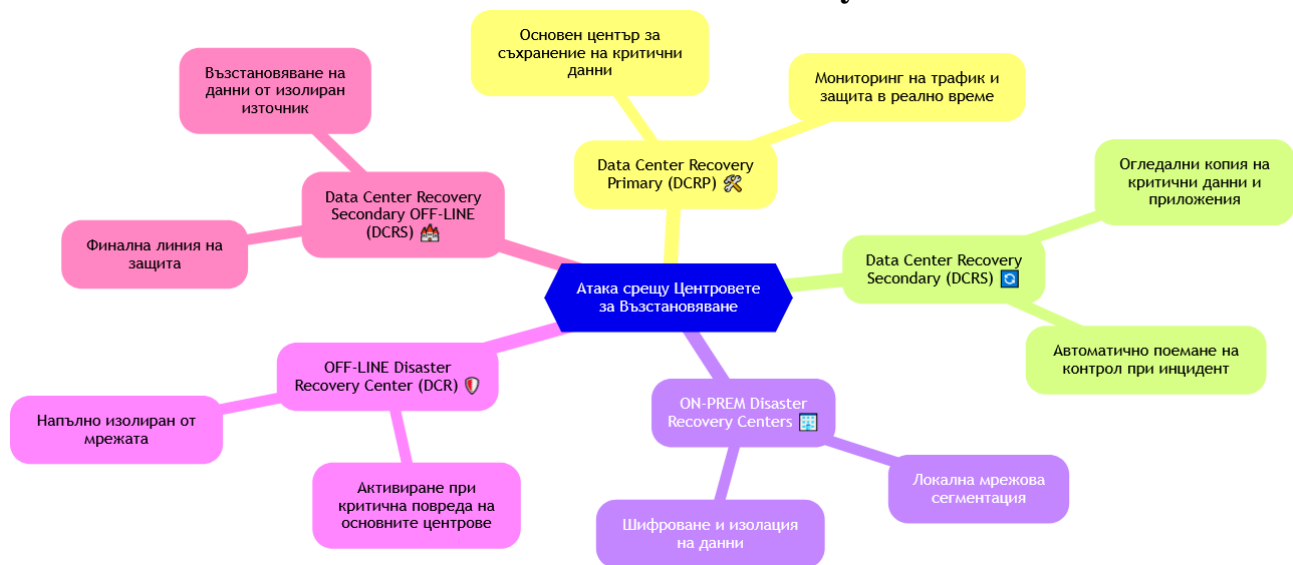 Основен център за
съхранение на критични
данни
Мониторинг на трафик и
защита в реално време
Data Center Recovery
Primary (DCRP) 🛠
Възстановяване на
данни от изолиран
източник
Data Center Recovery
Secondary OFF-LINE
(DCRS) 🏰
Финална линия на
защита
Огледални копия на
критични данни и
приложения
Data Center Recovery
Secondary (DCRS) 🔄
Автоматично поемане на
контрол при инцидент
Атака срещу Центровете
за Възстановяване
OFF-LINE Disaster
Recovery Center (DCR) 🛡
Напълно изолиран от
мрежата
Активиране при
критична повреда на
основните центрове
ON-PREM Disaster
Recovery Centers 🏢
Локална мрежова
сегментация
Шифроване и изолация
на данни